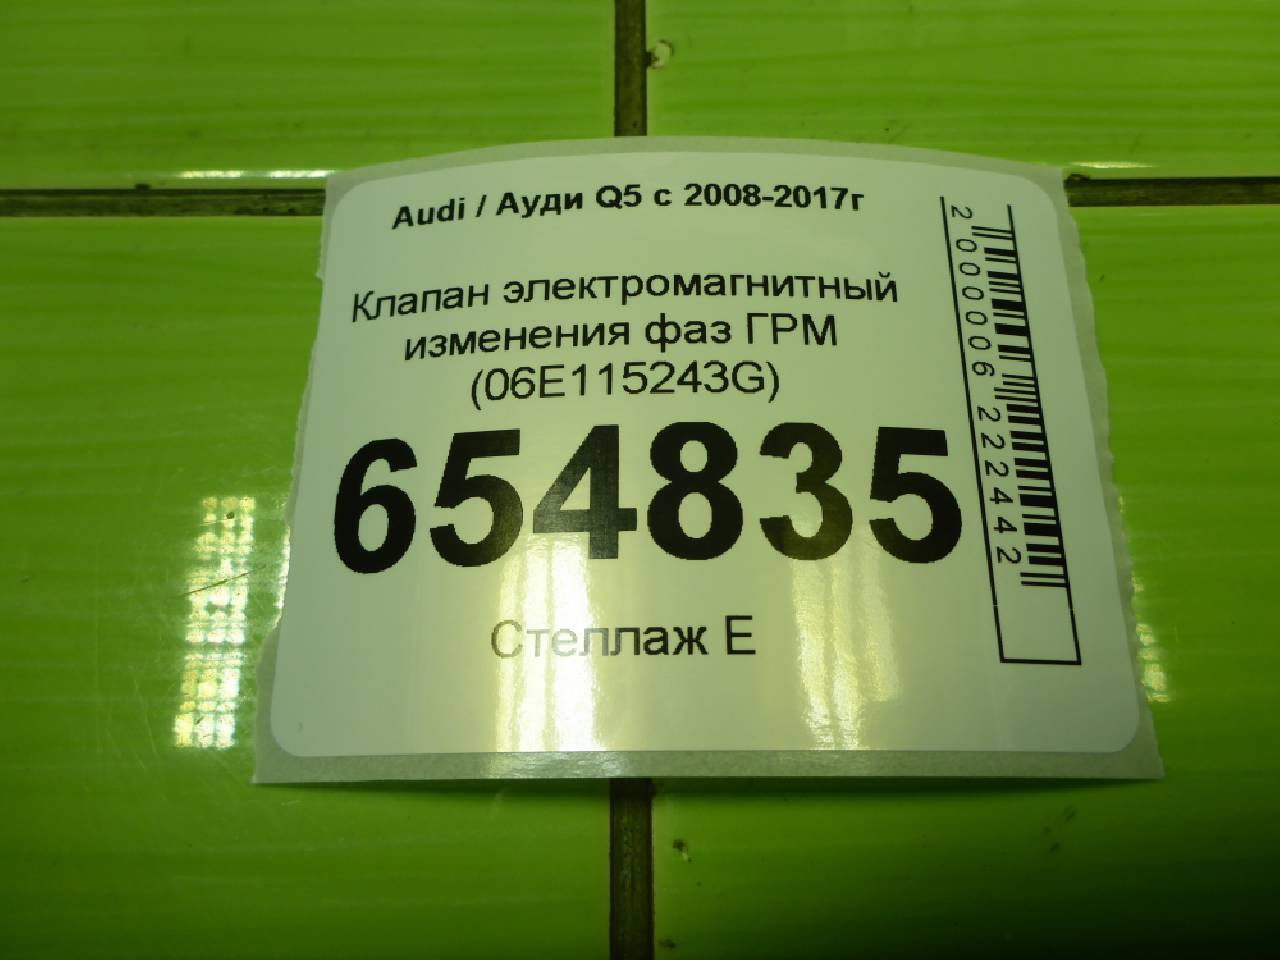 Audi / Ауди Q5 с 2008-2017г
Клапан электромагнитный
изменения фаз ГРМ
(06E115243G)
654835
Стеллаж Е
2000006222442